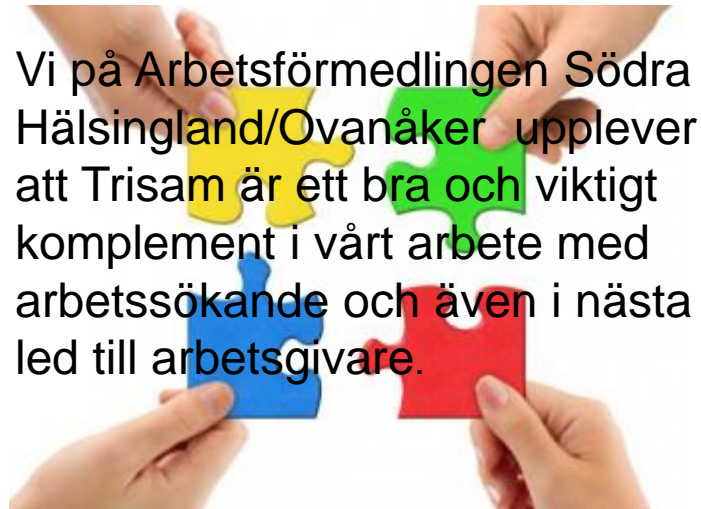 Vi på Arbetsförmedlingen Södra
Hälsingland/Ovanåker  upplever
att Trisam är ett bra och viktigt
komplement i vårt arbete med
arbetssökande och även i nästa
led till arbetsgivare.